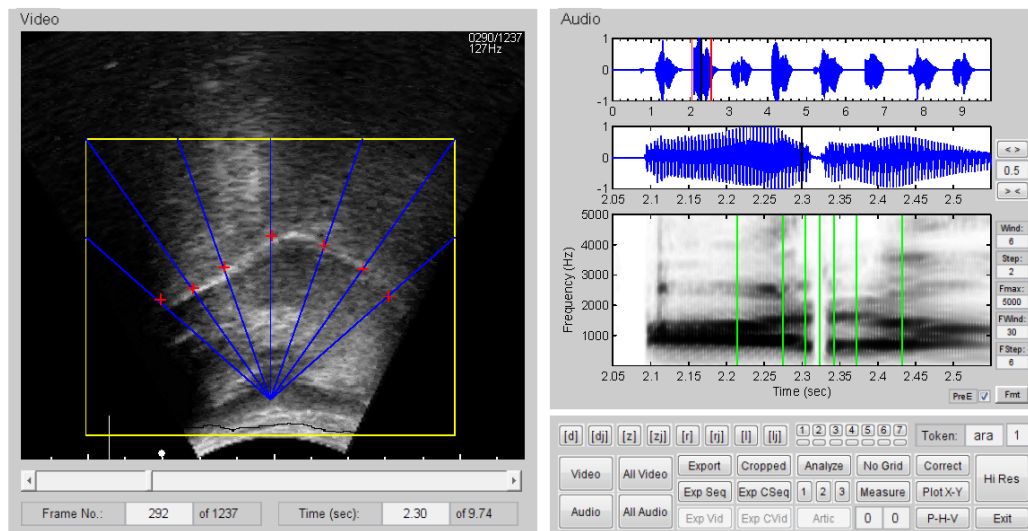 Video
0290/1237
127Hz
Frame No.: 292 of 1237 Time (sec): 2.30 of 9.74
Audio
1
0
-1
0 1 2 3 4 5 6 7 8 9
1
0
-1
2.05 2.1 2.15 2.2 2.25 2.3 2.35 2.4 2.45 2.5
< >
0.5
> <
5000
4000
3000
2000
1000
Frequency (Hz)
2.05 2.1 2.15 2.2 2.25 2.3 2.35 2.4 2.45 2.5
Time (sec)
Wind:
6
Step:
2
Fmax:
5000
FWind:
30
FStep:
6
PreE Fmt
[d] [dj] [z] [zj] [r] [rj] [l] [lj] 1 2 3 4 5 6 7 Token: ara 1
Video All Video Export Cropped Analyze No Grid Correct Hi Res
Exp Seq Exp CSeq 1 2 3 Measure Plot X-Y
Audio All Audio Exp Vid Exp CVid Artic 0 0 P-H-V Exit